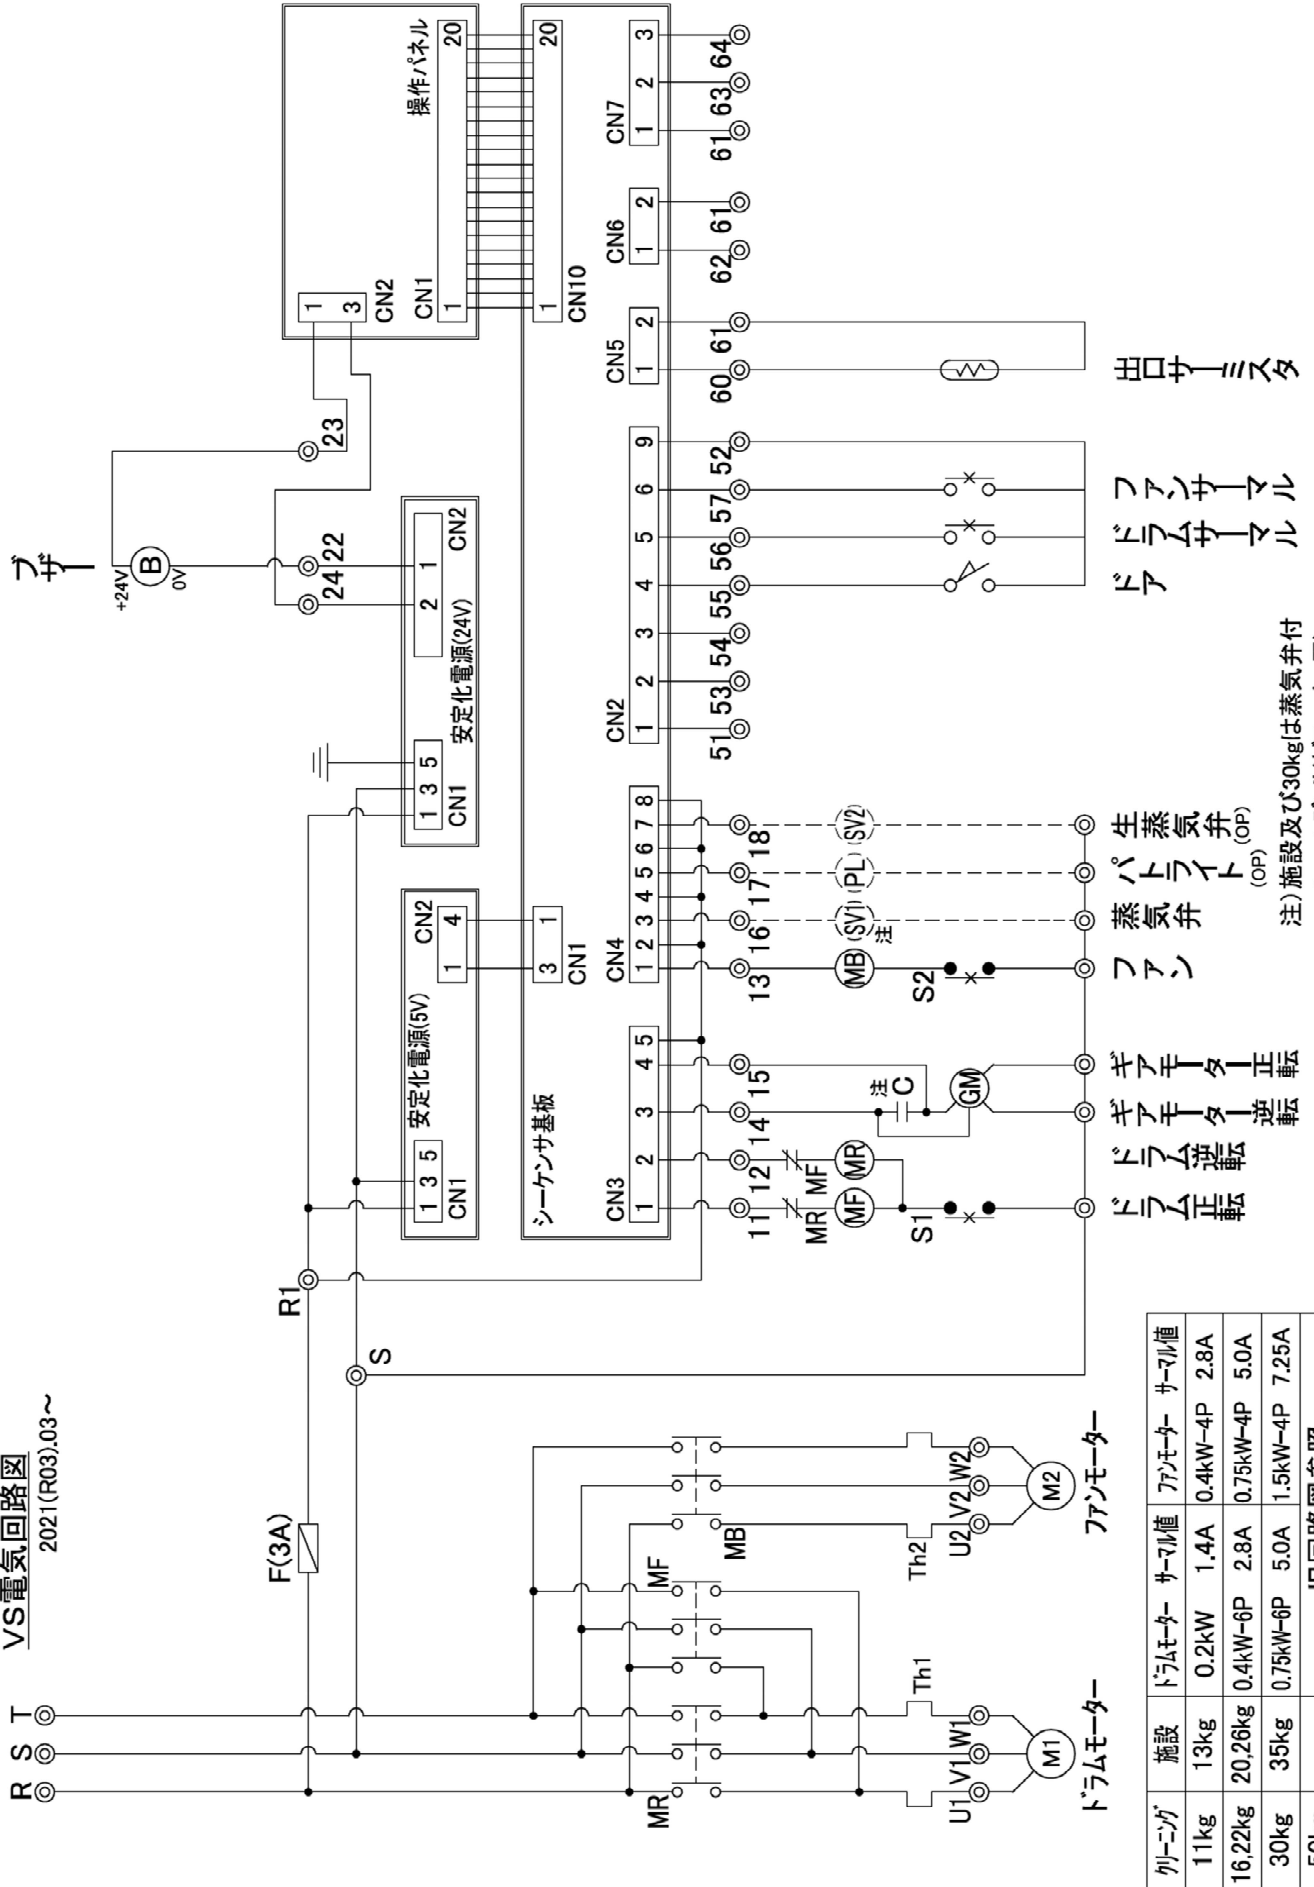 VS電気回路図
2021(R03).03～
R S T
F(3A)
R1
S
ブザー
+24V
B
0V
23
24 22
操作パネル
1 3
CN2
CN1
1 20
安定化電源(5V)
1 3 5
CN1
CN2
1 4
安定化電源(24V)
1 3 5
CN1
2 1
CN2
シーケンサ基板
3 1
CN1
1 20
CN10
CN3
1 2 3 4 5
CN4
1 2 3 4 5 6 7 8
CN2
1 2 3 4 5 6 9
CN5
1 2
CN6
1 2
CN7
1 2 3
11 12 14 15 13 16 17 18 51 53 54 55 56 57 52 60 61 62 61 61 63 64
MR MF
MF MR
S1
注
C
GM
MB
S2
SV1
注
PL
SV2
ドラム正転
ドラム逆転
ギアモーター逆転
ギアモーター正転
ファン
蒸気弁
パトライト(OP)
生蒸気弁(OP)
ドア
ドラムサーマル
ファンサーマル
出口サーミスタ
注)施設及び30kgは蒸気弁付
MR
MF
MB
Th1
Th2
U1 V1 W1
U2 V2 W2
M1
M2
ドラムモーター
ファンモーター
クリーニング 施設 ドラムモーター サーマル値 ファンモーター サーマル値
11kg 13kg 0.2kW 1.4A 0.4kW-4P 2.8A
16,22kg 20,26kg 0.4kW-6P 2.8A 0.75kW-4P 5.0A
30kg 35kg 0.75kW-6P 5.0A 1.5kW-4P 7.25A